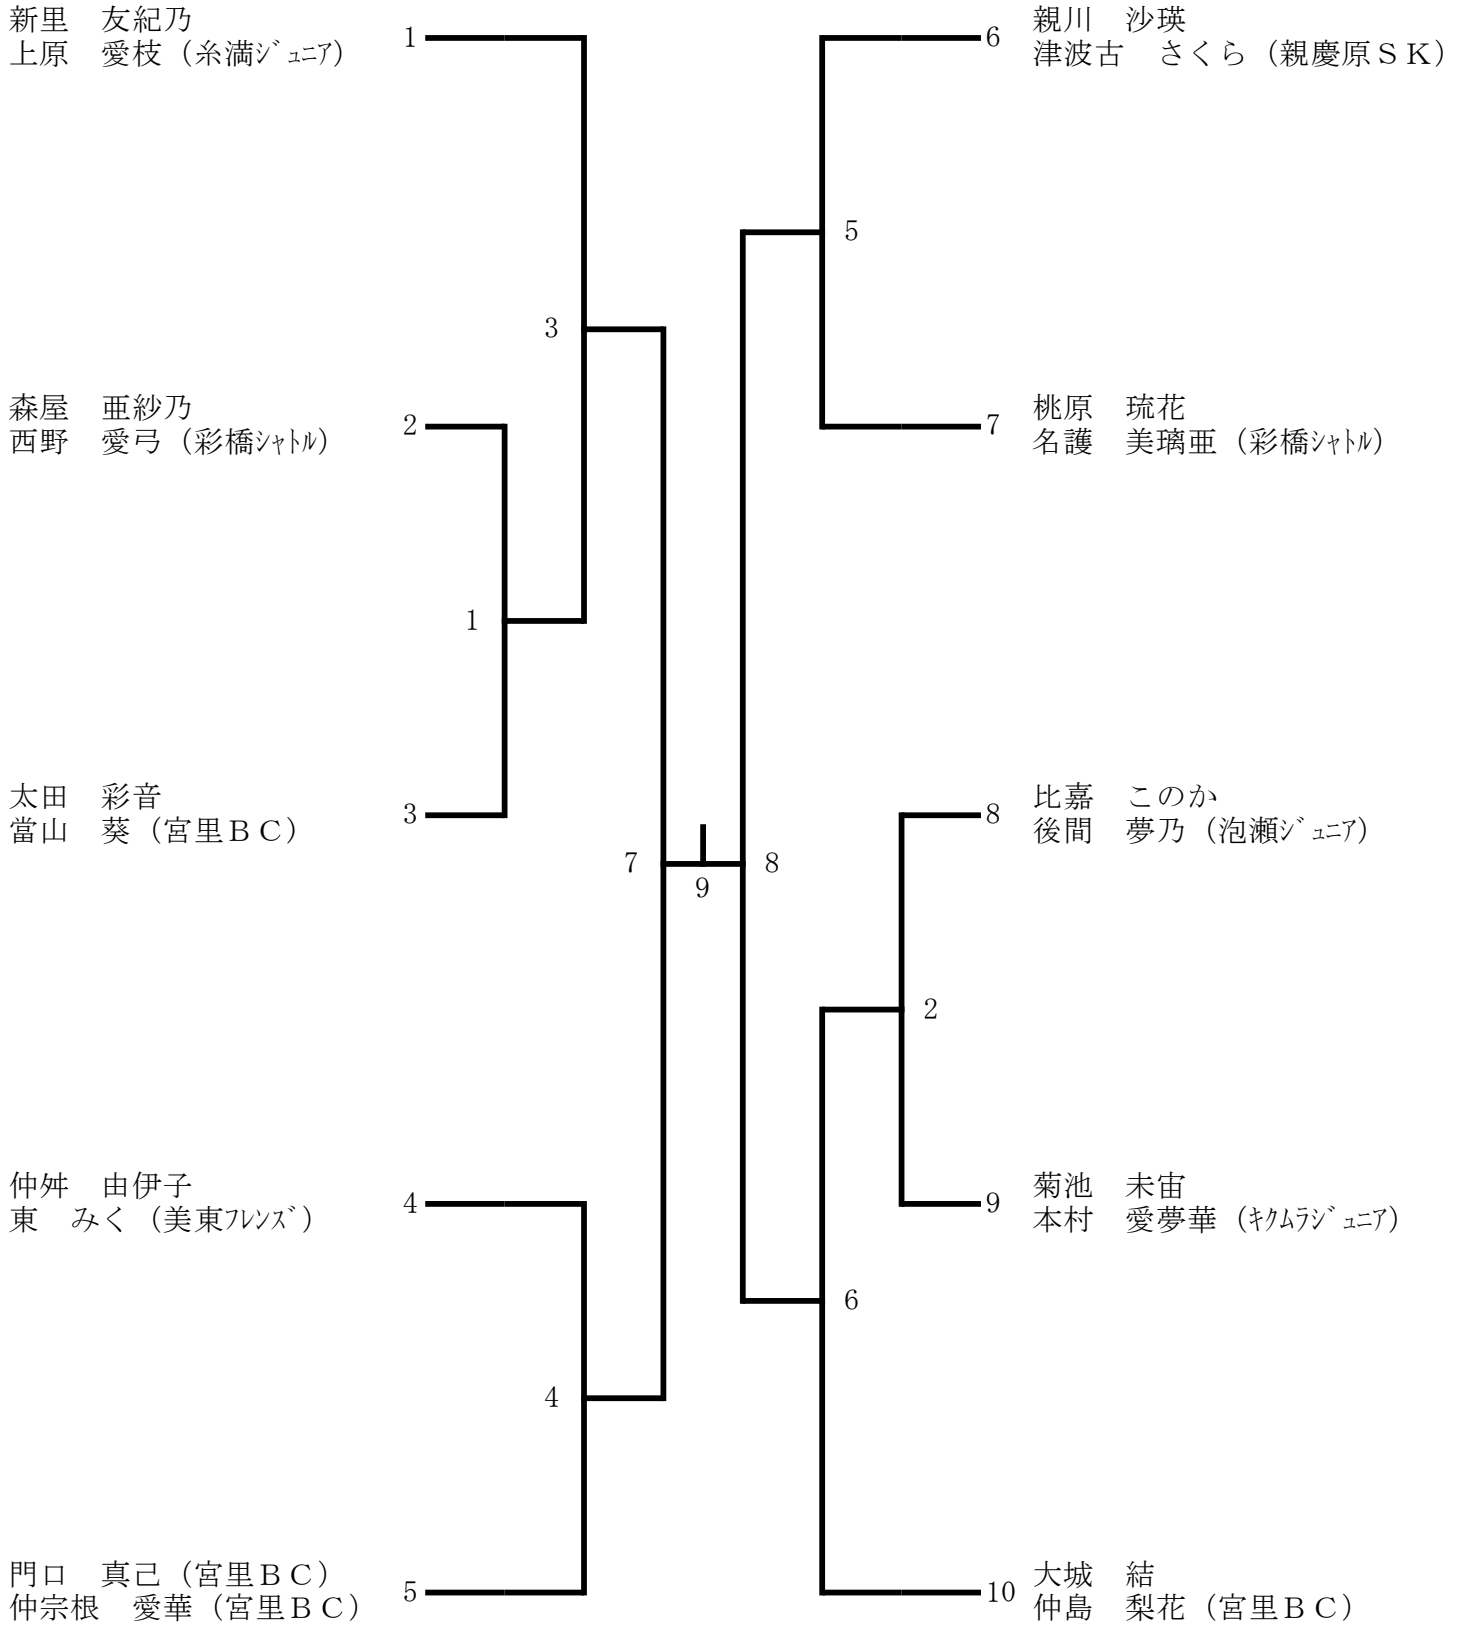 新里　友紀乃
上原　愛枝（糸満ｼﾞｭﾆｱ）
1
森屋　亜紗乃
西野　愛弓（彩橋ｼｬﾄﾙ）
2
太田　彩音
當山　葵（宮里ＢＣ）
3
仲舛　由伊子
東　みく（美東ﾌﾚﾝｽﾞ）
4
門口　真己（宮里ＢＣ）
仲宗根　愛華（宮里ＢＣ）
5
3
1
4
7
9
8
5
2
6
6
親川　沙瑛
津波古　さくら（親慶原ＳＫ）
7
桃原　琉花
名護　美璃亜（彩橋ｼｬﾄﾙ）
8
比嘉　このか
後間　夢乃（泡瀬ｼﾞｭﾆｱ）
9
菊池　未宙
本村　愛夢華（ｷｸﾑﾗｼﾞｭﾆｱ）
10
大城　結
仲島　梨花（宮里ＢＣ）